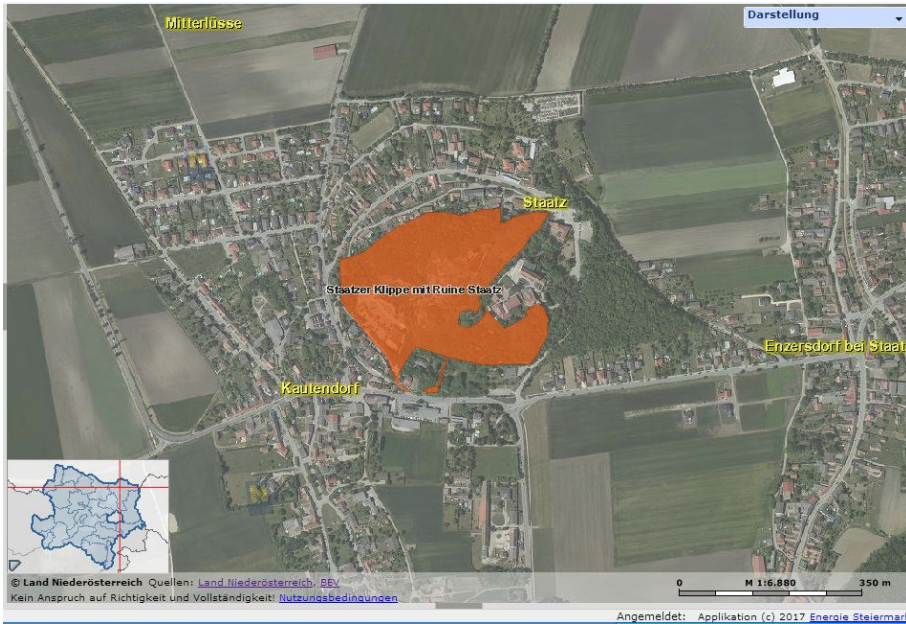 Mitterlüsse
Darstellung
Staatz
Staatzer Klippe mit Ruine Staatz
Enzersdorf bei Staat
Kautendorf
N
© Land Niederösterreich Quellen: Land Niederösterreich, BEV
Kein Anspruch auf Richtigkeit und Vollständigkeit! Nutzungsbedingungen
0 M 1:6.880 350 m
Angemeldet: Applikation (c) 2017 Energie Steiermar